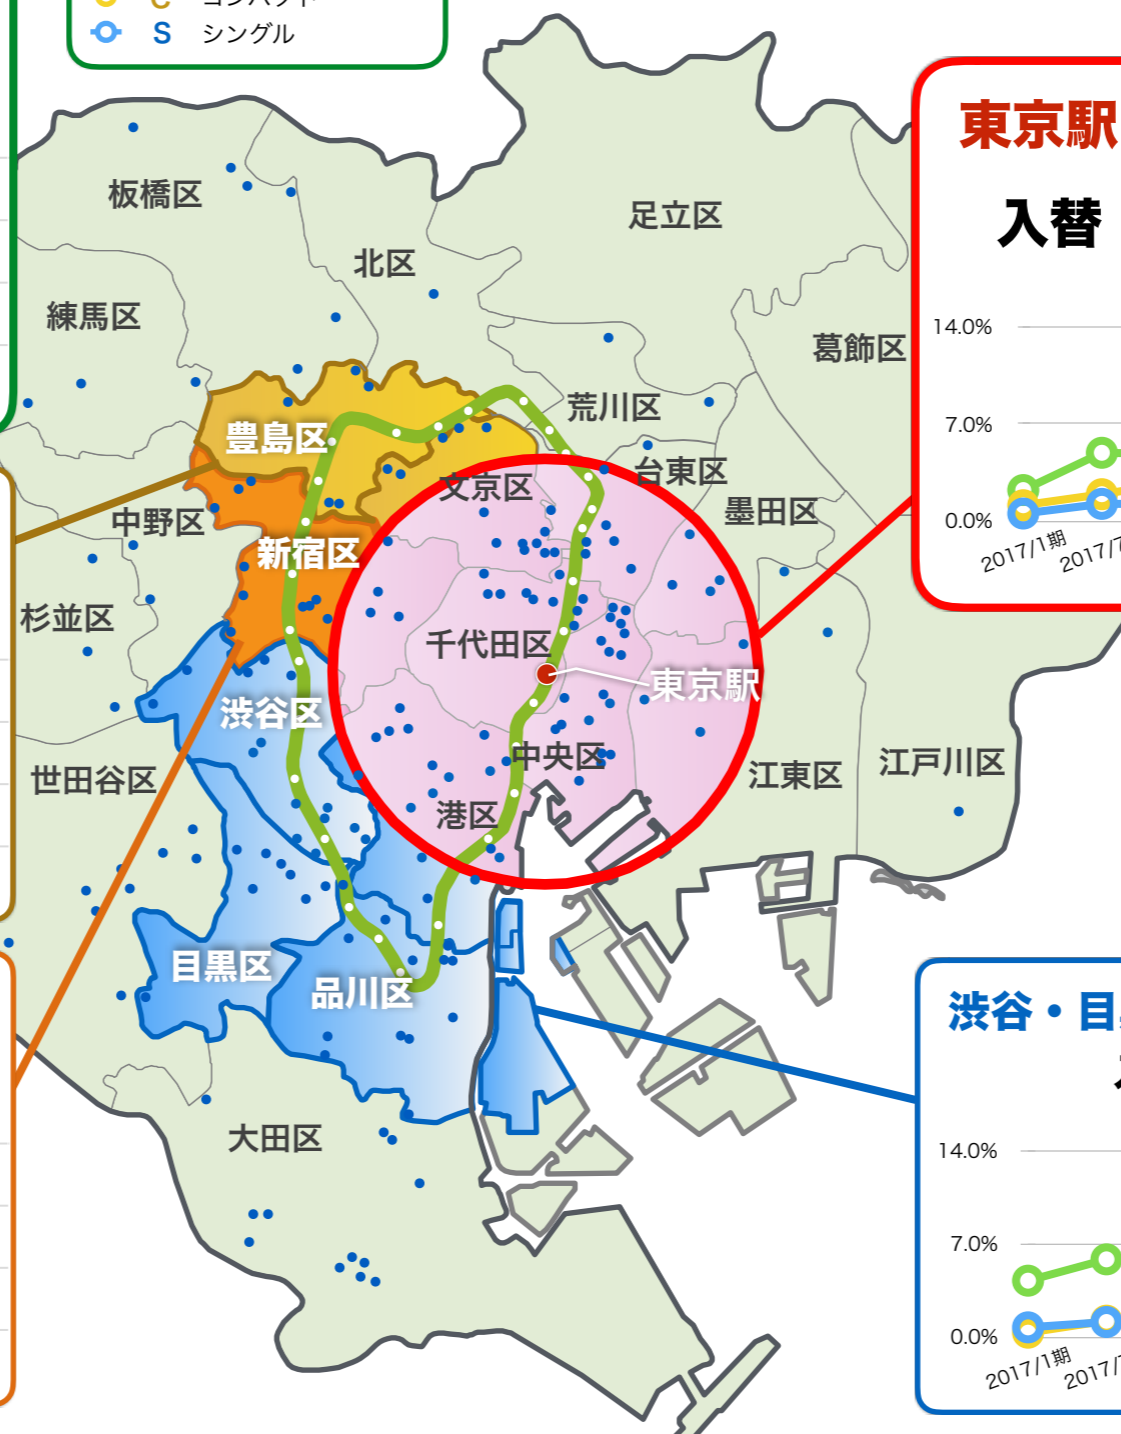 C
S シングル
板橋区
足立区
北区
練馬区
葛飾区
荒川区
豊島区
台東区
文京区
墨田区
中野区
新宿区
杉並区
千代田区
東京駅
渋谷区
中央区
江戸川区
世田谷区
江東区
港区
目黒区
品川区
大田区
東京駅
入替
14.0%
7.0%
0.0%
2017/1期
2017/7
渋谷・目
14.0%
7.0%
0.0%
2017/1期
2017/